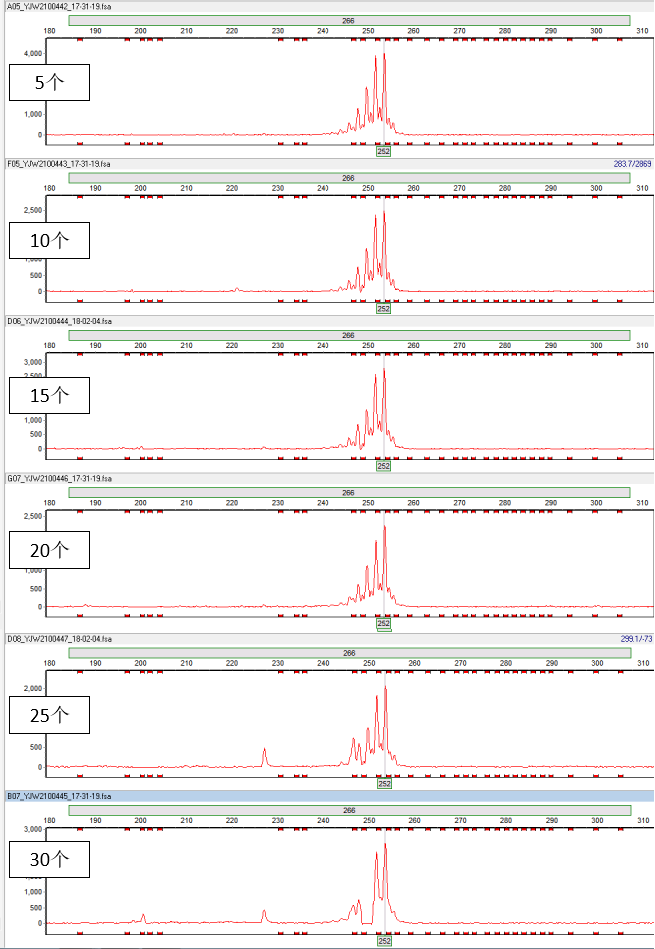 A05_YJW2100442_17-31-19.fsa
266
180 190 200 210 220 230 240 250 260 270 280 290 300 310
4,000
5个
1,000
0
252
F05_YJW2100443_17-31-19.fsa 283.7/2869
266
180 190 200 210 220 230 240 250 260 270 280 290 300 310
2,500
10个
500
0
252
D06_YJW2100444_18-02-04.fsa
266
180 190 200 210 220 230 240 250 260 270 280 290 300 310
3,000
15个
1,000
500
0
252
G07_YJW2100446_17-31-19.fsa
266
180 190 200 210 220 230 240 250 260 270 280 290 300 310
2,500
20个
500
0
252
D08_YJW2100447_18-02-04.fsa 299.1/-73
266
180 190 200 210 220 230 240 250 260 270 280 290 300 310
2,000
25个
500
0
252
B07_YJW2100445_17-31-19.fsa
266
180 190 200 210 220 230 240 250 260 270 280 290 300 310
3,000
30个
1,000
500
0
252